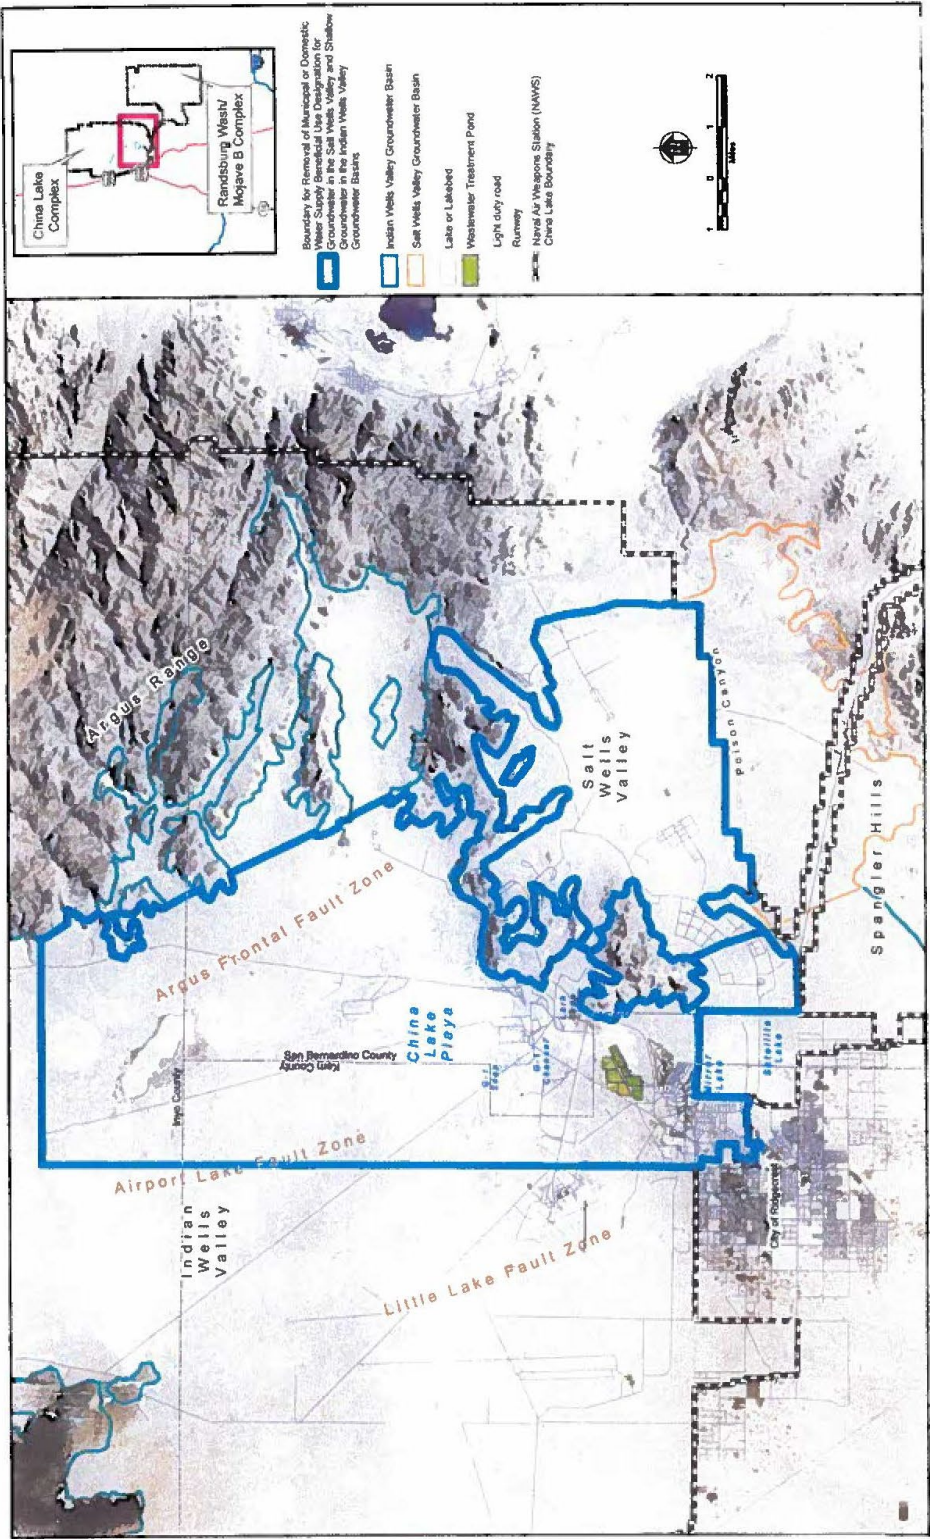 China Lake
Complex
Randsburg Wash/
Mojave B Complex
Boundary for Removal of Municipal or Domestic
Water Supply Beneficial Use Designation for
Groundwater in the Salt Wells Valley and Shallow
Groundwater in the Indian Wells Valley
Groundwater Basins
Indian Wells Valley Groundwater Basin
Salt Wells Valley Groundwater Basin
Lake or Lakebed
Wastewater Treatment Pond
Light duty road
Runway
Naval Air Weapons Station (NAWS)
China Lake Boundary
1 0 1 2
Miles
Argus Range
Argus Frontal Fault Zone
Inyo County
San Bernardino County
Kern County
China
Lake
Playa
Airport Lake Fault Zone
Indian
Wells
Valley
Little Lake Fault Zone
Salt
Wells
Valley
Poison Canyon
Spangler Hills
Mirror
Lake
Satellite
Lake
City of Ridgecrest